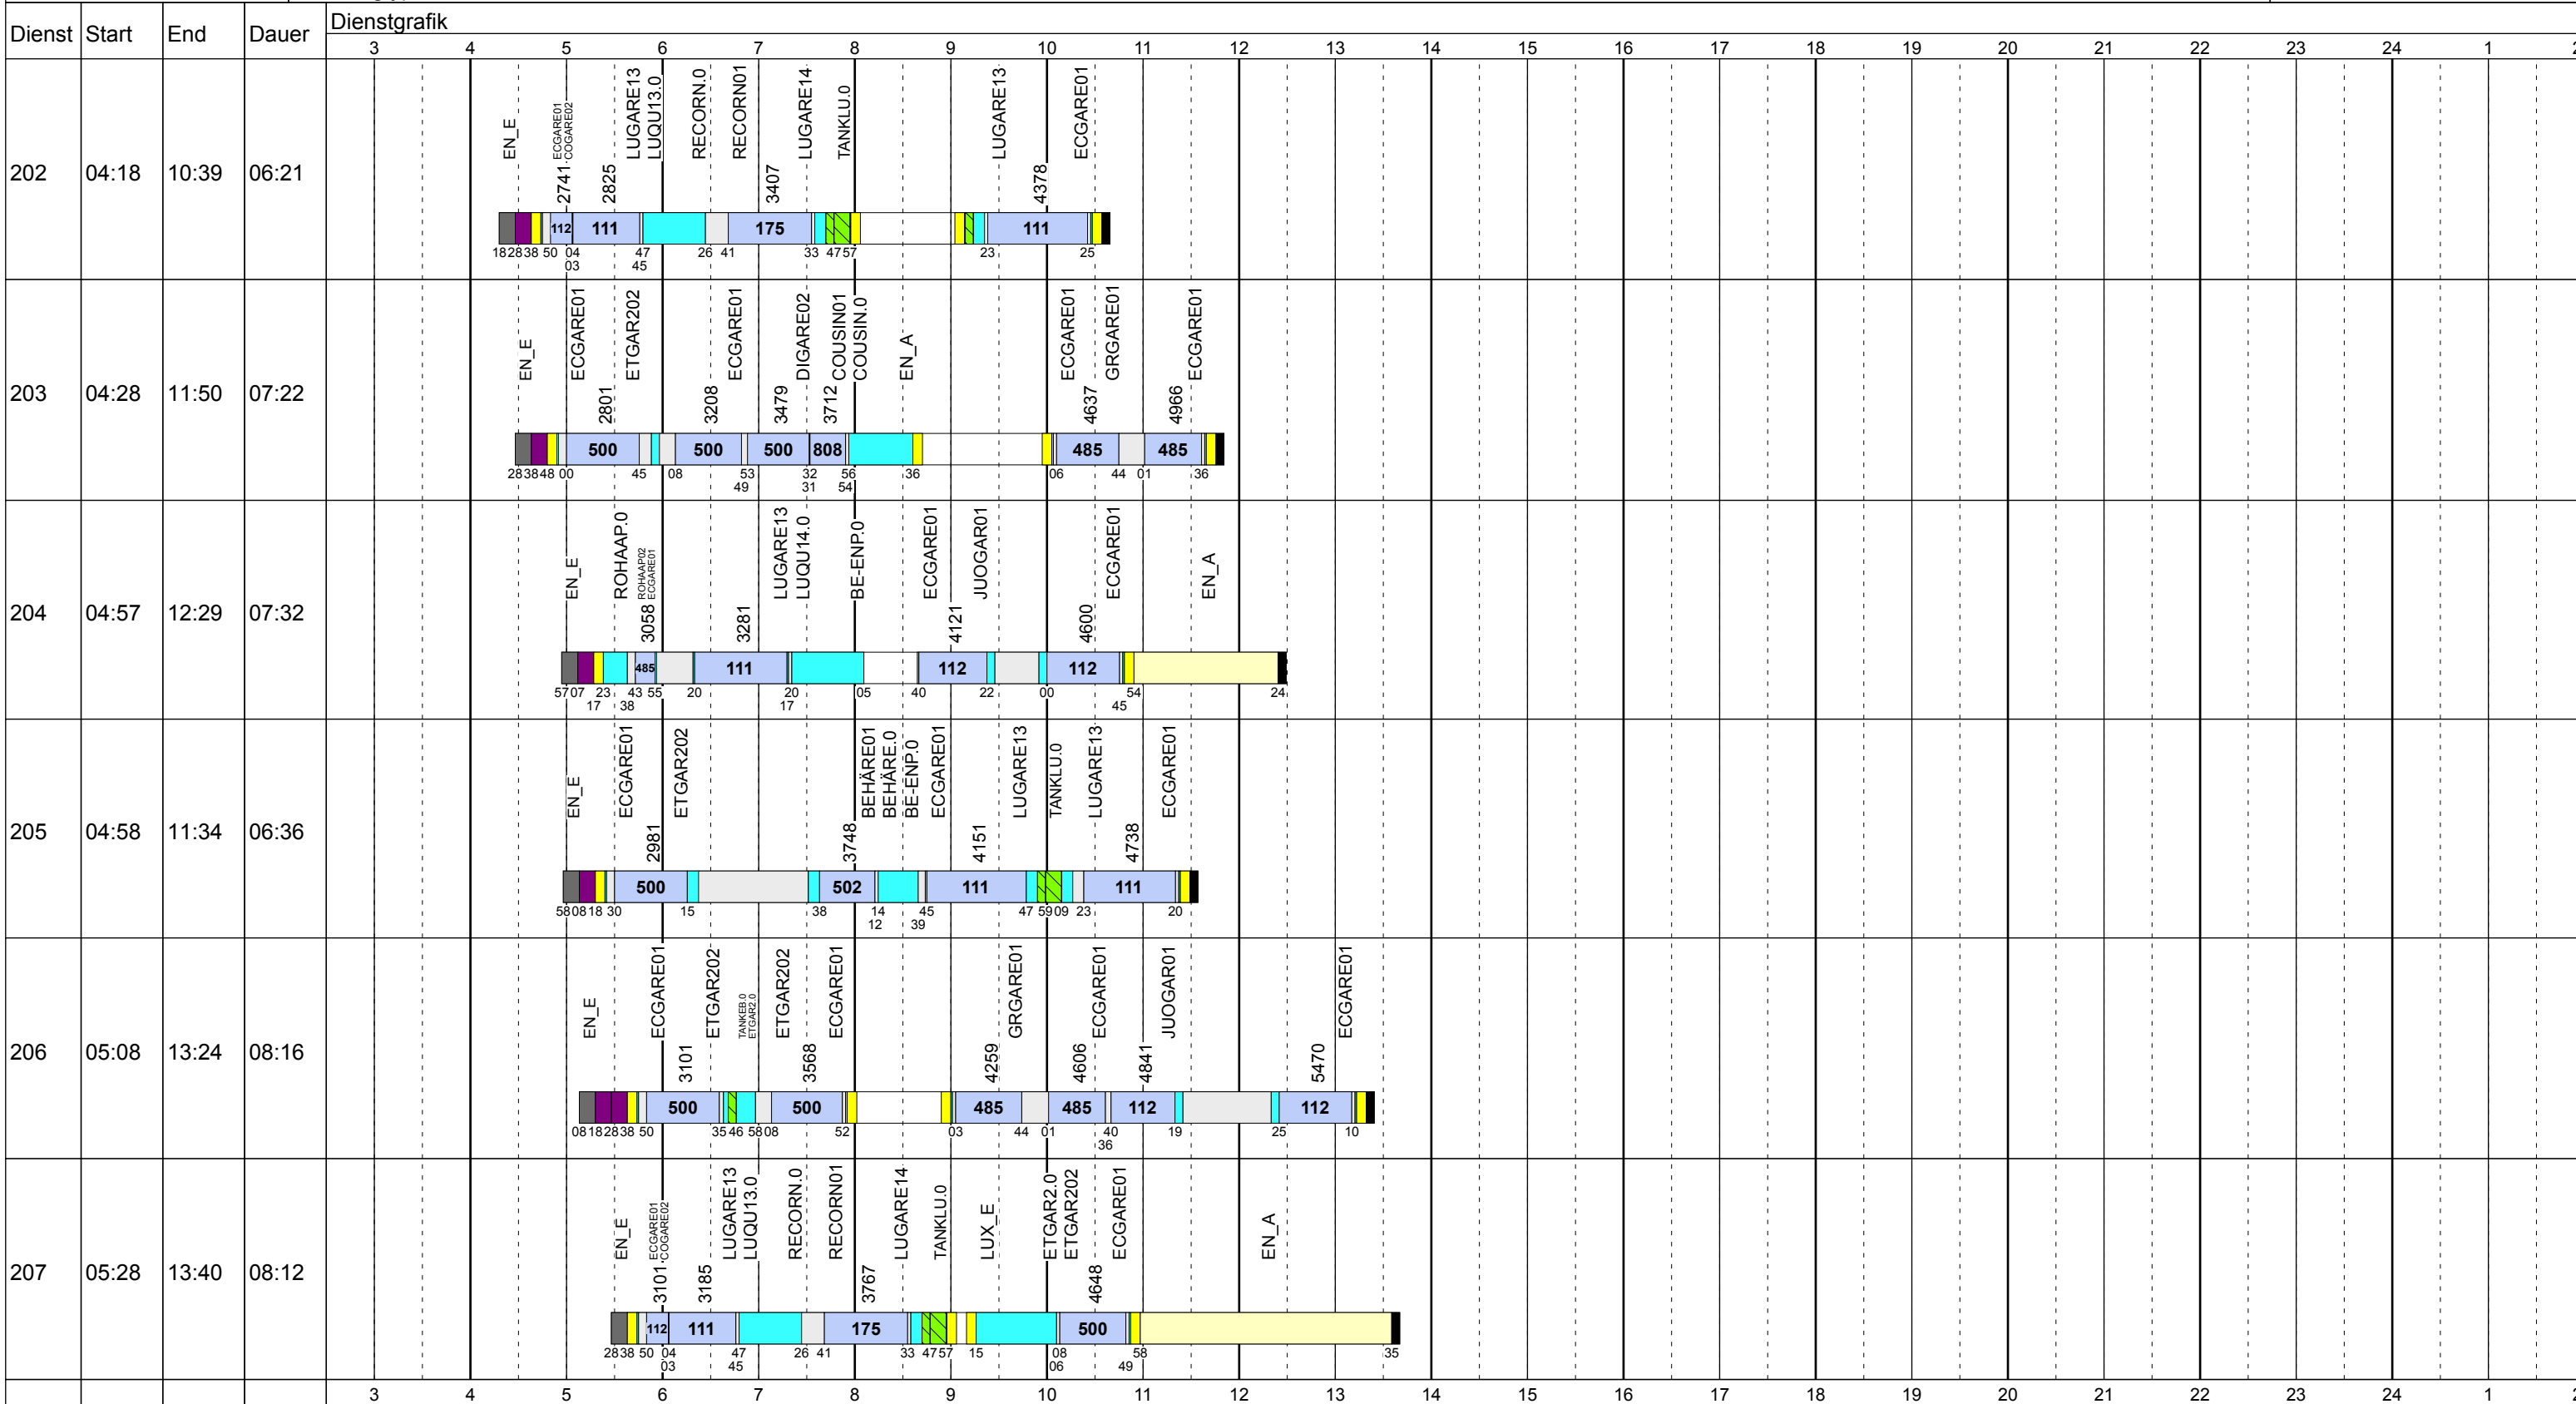 Dienst Start End Dauer Dienstgrafik
3 4 5 6 7 8 9 10 11 12 13 14 15 16 17 18 19 20 21 22 23 24 1 2
202 04:18 10:39 06:21
EN_E ECGARE01 COGARE02 LUGARE13 LUQU13.0 RECORN.0 RECORN01 LUGARE14 TANKLU.0 LUGARE13 ECGARE01
2741 2825 3407 4378
112 111 175 111
18 28 38 50 04 47 26 41 33 47 57 23 25
03 45
203 04:28 11:50 07:22
EN_E ECGARE01 ETGAR202 ECGARE01 DIGARE02 COUSIN01 COUSIN.0 EN_A ECGARE01 GRGARE01 ECGARE01
2801 3208 3479 3712 4637 4966
500 500 500 808 485 485
28 38 48 00 45 08 53 32 56 36 06 44 01 36
49 31 54
204 04:57 12:29 07:32
EN_E ROHAAP.0 ROHAAP02 ECGARE01 LUGARE13 LUQU14.0 BE-ENP.0 ECGARE01 JUOGAR01 ECGARE01 EN_A
3058 3281 4121 4600
485 111 112 112
57 07 23 43 55 20 20 05 40 22 00 54 24
17 38 17 45
205 04:58 11:34 06:36
EN_E ECGARE01 ETGAR202 BEHÄRE01 BEHÄRE.0 BE-ENP.0 ECGARE01 LUGARE13 TANKLU.0 LUGARE13 ECGARE01
2981 3748 4151 4738
500 502 111 111
58 08 18 30 15 38 14 45 47 59 09 23 20
12 39
206 05:08 13:24 08:16
EN_E ECGARE01 ETGAR202 TANKEB.0 ETGAR2.0 ETGAR202 ECGARE01 GRGARE01 ECGARE01 JUOGAR01 ECGARE01
3101 3568 4259 4606 4841 5470
500 500 485 485 112 112
08 18 28 38 50 35 46 58 08 52 03 44 01 40 19 25 10
36
207 05:28 13:40 08:12
EN_E ECGARE01 COGARE02 LUGARE13 LUQU13.0 RECORN.0 RECORN01 LUGARE14 TANKLU.0 LUX_E ETGAR2.0 ETGAR202 ECGARE01 EN_A
3101 3185 3767 4648
112 111 175 500
28 38 50 04 47 26 41 33 47 57 15 08 58 35
03 45 06 49
3 4 5 6 7 8 9 10 11 12 13 14 15 16 17 18 19 20 21 22 23 24 1 2